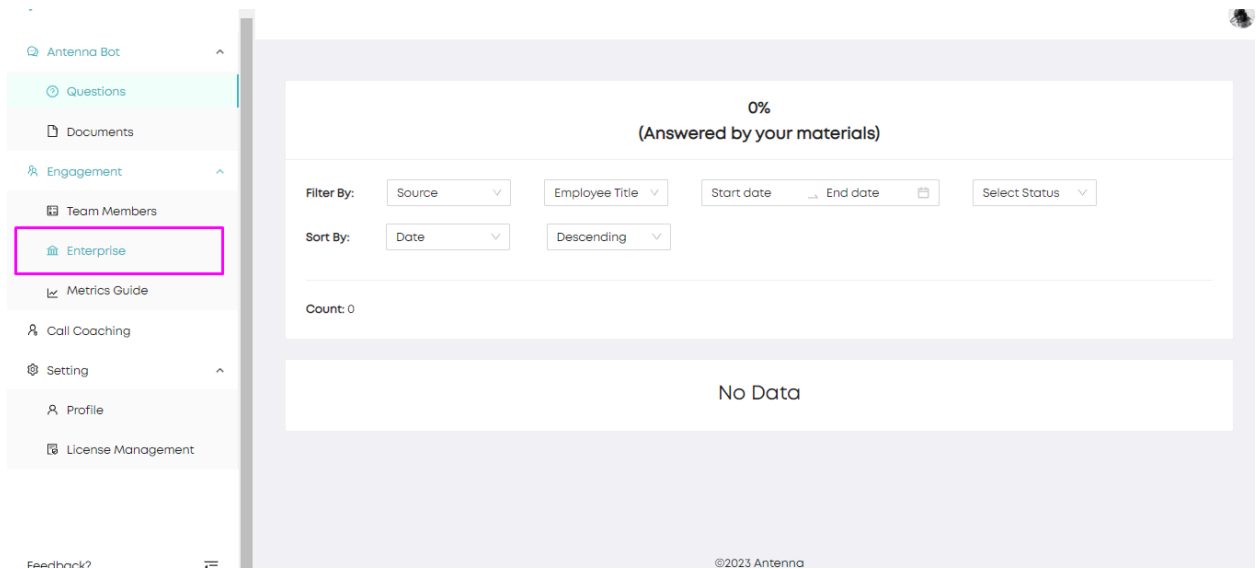 Antenna Bot
Questions
Documents
Engagement
Team Members
Enterprise
Metrics Guide
Call Coaching
Setting
Profile
License Management
Feedback?
0%
(Answered by your materials)
Filter By: Source Employee Title Start date End date Select Status
Sort By: Date Descending
Count: 0
No Data
©2023 Antenna